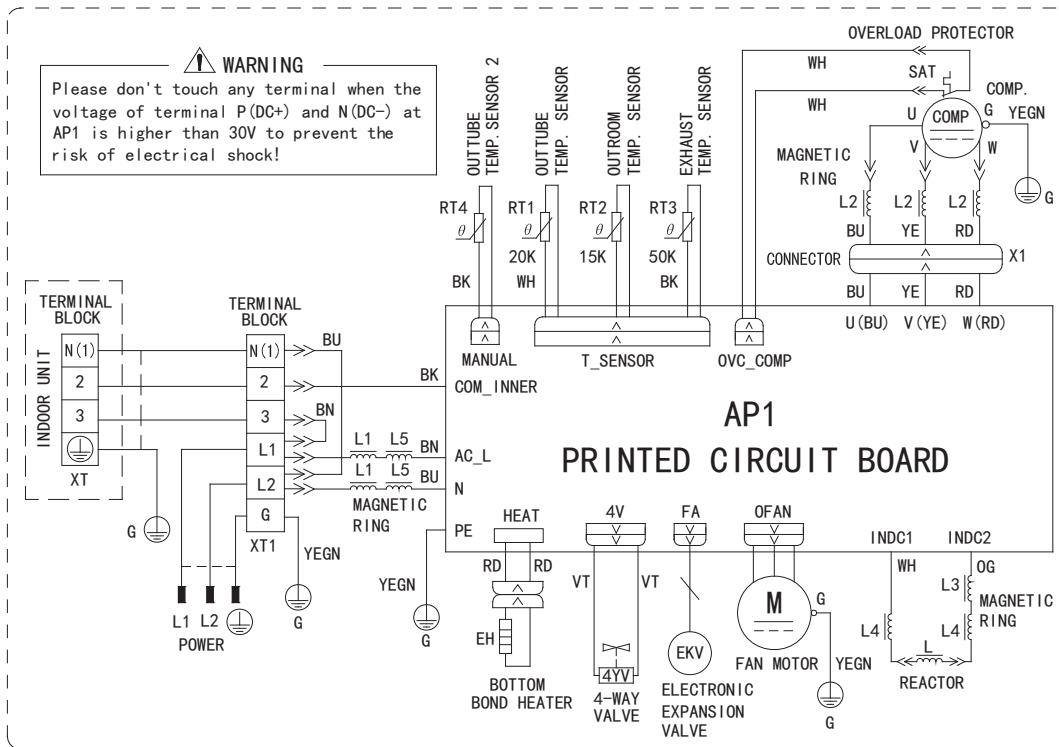 OVERLOAD PROTECTOR
WARNING
Please don't touch any terminal when the
voltage of terminal P(DC+) and N(DC-) at
AP1 is higher than 30V to prevent the
risk of electrical shock!
OUTTUBE
TEMP. SENSOR 2
OUTTUBE
TEMP. SENSOR
OUTROOM
TEMP. SENSOR
EXHAUST
TEMP. SENSOR
WH
SAT
COMP.
WH
U
COMP
G
YEGN
V
W
MAGNETIC
RING
G
RT4
θ
RT1
θ
RT2
θ
RT3
θ
L2
L2
L2
20K
15K
50K
BU
YE
RD
BK
WH
BK
CONNECTOR
X1
BU
YE
RD
U(BU)
V(YE)
W(RD)
MANUAL
T_SENSOR
OVC_COMP
TERMINAL
BLOCK
TERMINAL
BLOCK
INDOOR UNIT
N(1)
2
3
XT
N(1)
2
3
L1
L2
G
XT1
BU
BK
COM_INNER
BN
L1
L5
BN
AC_L
L1
L5
BU
N
MAGNETIC
RING
PE
AP1
PRINTED CIRCUIT BOARD
G
YEGN
G
YEGN
G
L1
L2
POWER
HEAT
4V
FA
OFAN
INDC1
INDC2
RD
RD
VT
VT
WH
OG
L3
MAGNETIC
RING
L4
L4
L
REACTOR
EH
BOTTOM
BOND HEATER
4YV
4-WAY
VALVE
EKV
ELECTRONIC
EXPANSION
VALVE
M
G
FAN MOTOR
YEGN
G